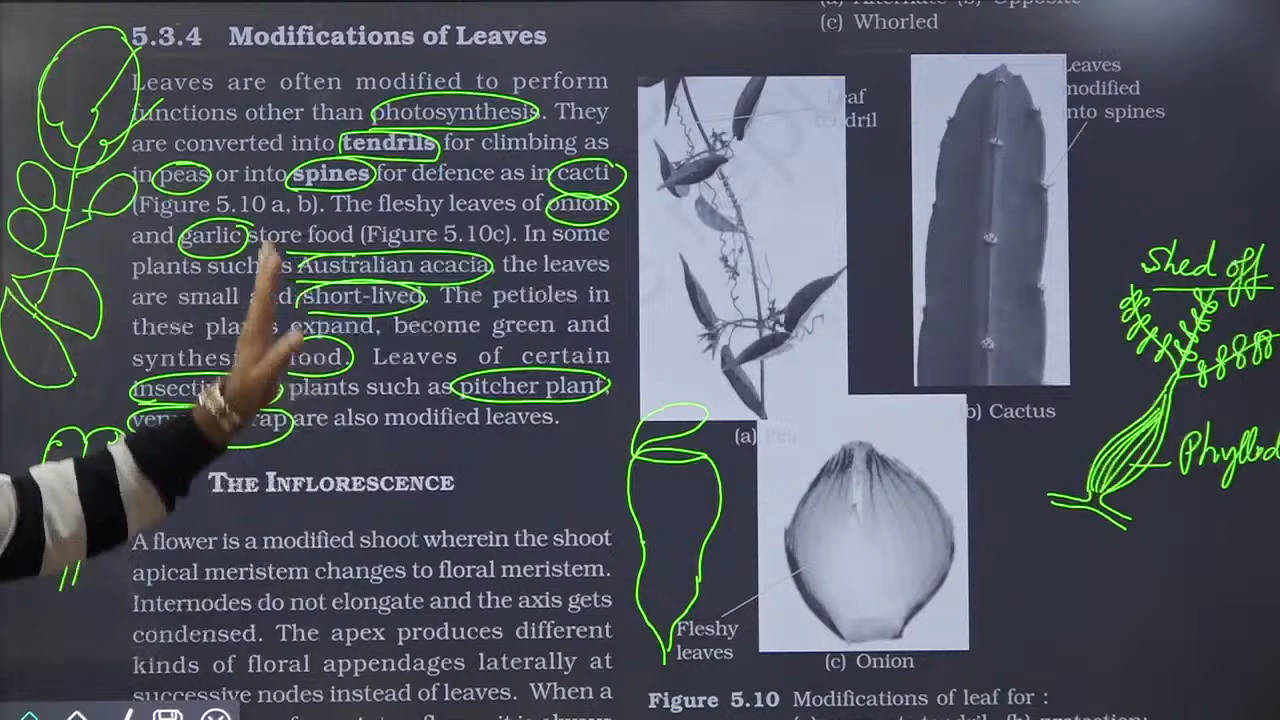 5.3.4 Modifications of Leaves
Leaves are often modified to perform
functions other than photosynthesis. They
are converted into tendrils for climbing as
in peas or into spines for defence as in cacti
(Figure 5.10 a, b). The fleshy leaves of onion
and garlic store food (Figure 5.10c). In some
plants such as Australian acacia, the leaves
are small and short-lived. The petioles in
these plants expand, become green and
food. Leaves of certain
plants such as pitcher plant,
are also modified leaves.
THE INFLORESCENCE
A flower is a modified shoot wherein the shoot
apical meristem changes to floral meristem.
Internodes do not elongate and the axis gets
condensed. The apex produces different
kinds of floral appendages laterally at
successive nodes instead of leaves. When a
(c) Whorled
Leaf
tendril
Leaves
modified
into spines
(a)
(b) Cactus
Fleshy
leaves
(c) Onion
Figure 5.10 Modifications of leaf for :
Shed off